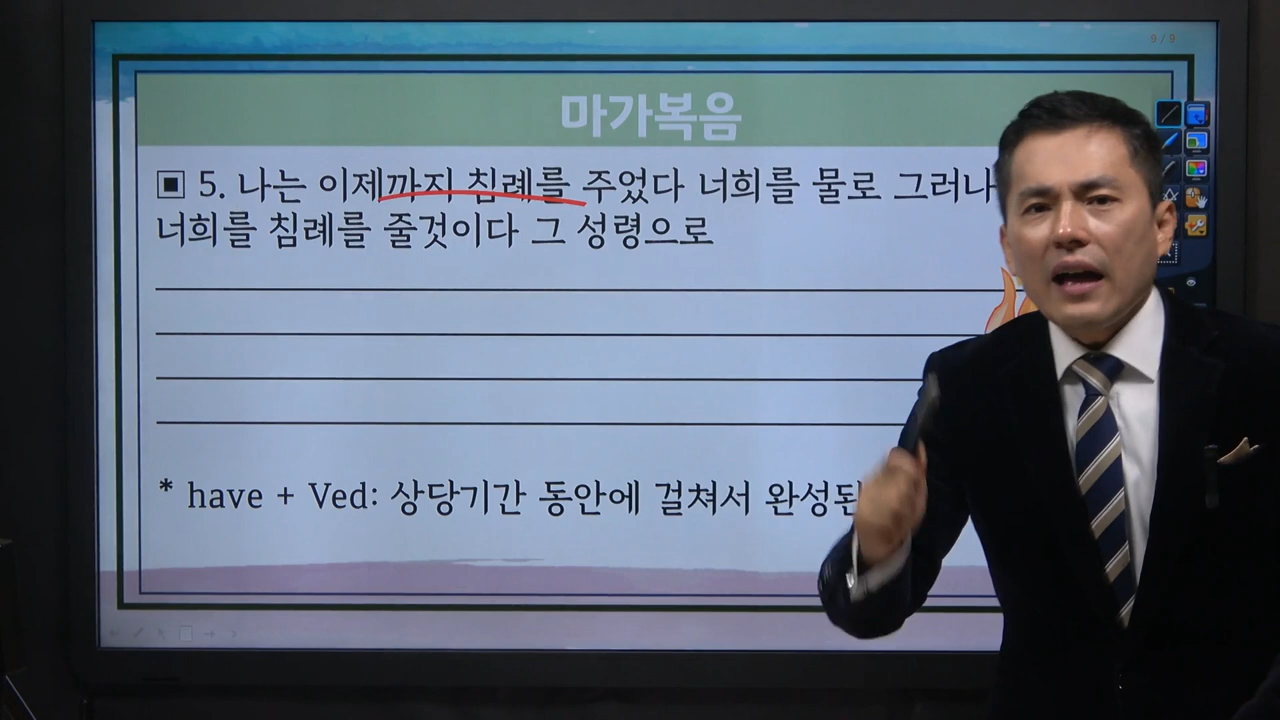 9 / 9
마가복음
▣ 5. 나는 이제까지 침례를 주었다 너희를 물로 그러나
너희를 침례를 줄것이다 그 성령으로
* have + Ved: 상당기간 동안에 걸쳐서 완성된